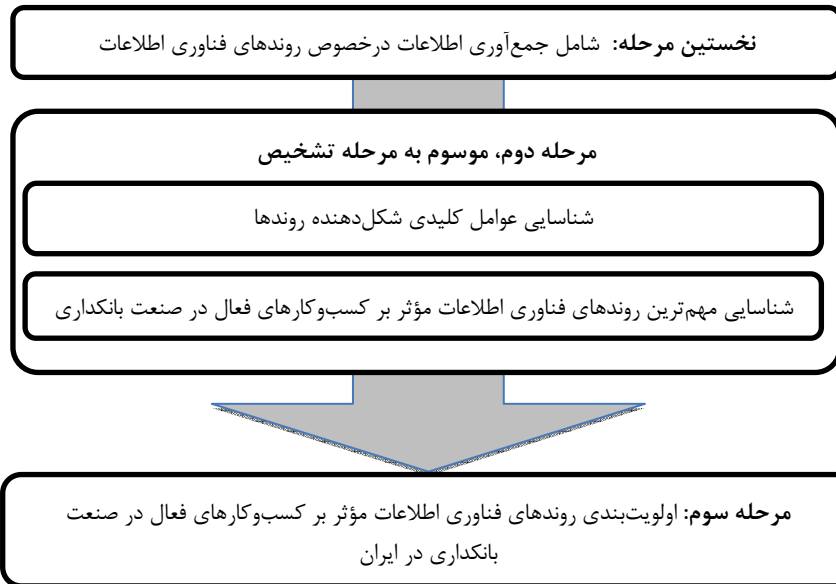 نخستین مرحله: شامل جمع‌آوری اطلاعات درخصوص روندهای فناوری اطلاعات
مرحله دوم، موسوم به مرحله تشخیص
شناسایی عوامل کلیدی شکل‌دهنده روندها
شناسایی مهم‌ترین روندهای فناوری اطلاعات مؤثر بر کسب‌وکارهای فعال در صنعت بانکداری
مرحله سوم: اولویت‌بندی روندهای فناوری اطلاعات مؤثر بر کسب‌وکارهای فعال در صنعت
بانکداری در ایران